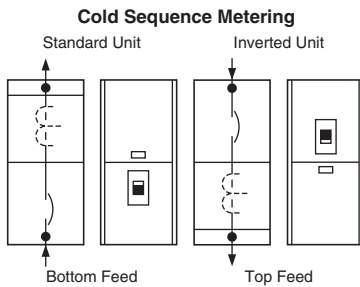 Cold Sequence Metering
Standard Unit
Inverted Unit
Bottom Feed
Top Feed